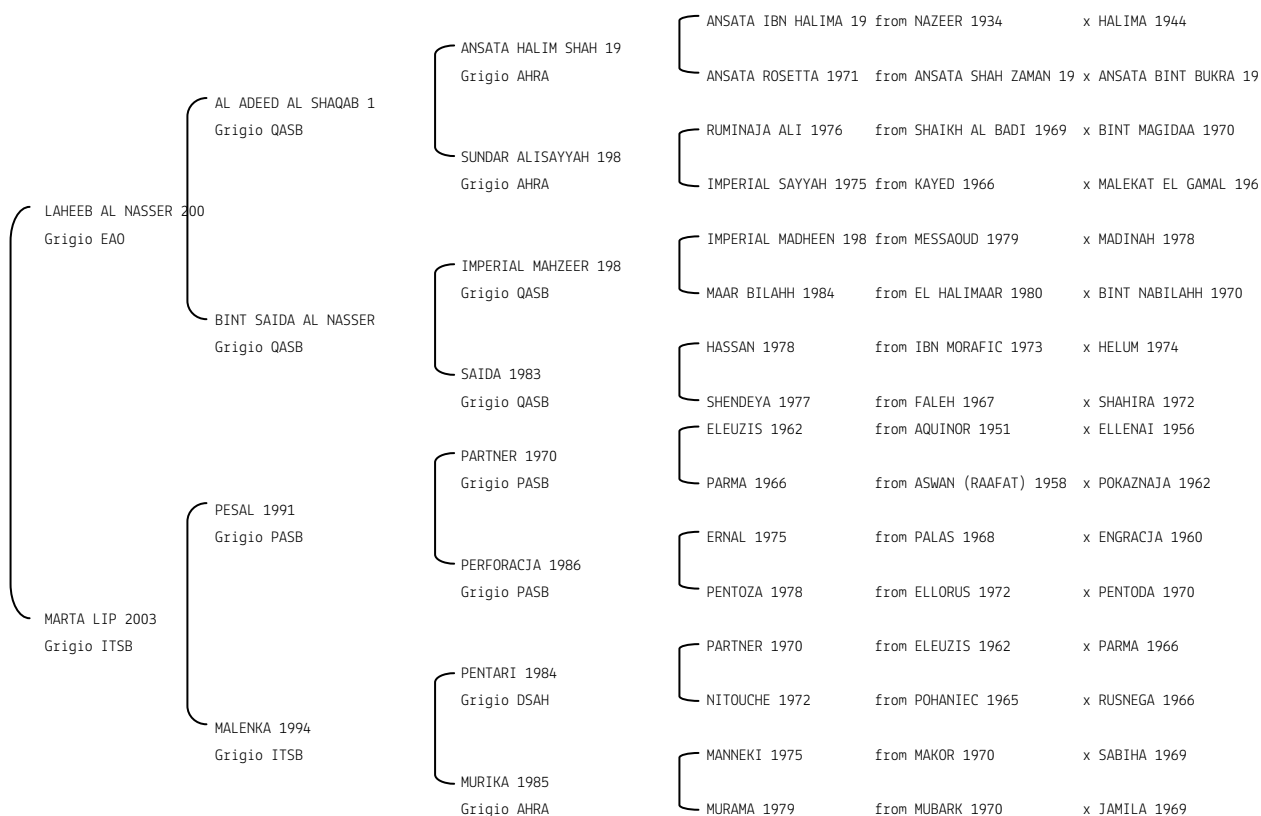 ANSATA IBN HALIMA 19 from NAZEER 1934 x HALIMA 1944
ANSATA HALIM SHAH 19
Grigio AHRA ANSATA ROSETTA 1971 from ANSATA SHAH ZAMAN 19 x ANSATA BINT BUKRA 19
AL ADEED AL SHAQAB 1
Grigio QASB RUMINAJA ALI 1976 from SHAIKH AL BADI 1969 x BINT MAGIDAA 1970
SUNDAR ALISAYYAH 198
Grigio AHRA IMPERIAL SAYYAH 1975 from KAYED 1966 x MALEKAT EL GAMAL 196
LAHEEB AL NASSER 200
Grigio EAO IMPERIAL MADHEEN 198 from MESSAOUD 1979 x MADINAH 1978
IMPERIAL MAHZEER 198
Grigio QASB MAAR BILAHH 1984 from EL HALIMAAR 1980 x BINT NABILAHH 1970
BINT SAIDA AL NASSER
Grigio QASB HASSAN 1978 from IBN MORAFIC 1973 x HELUM 1974
SAIDA 1983
Grigio QASB SHENDEYA 1977 from FALEH 1967 x SHAHIRA 1972
ELEUZIS 1962 from AQUINOR 1951 x ELLENAI 1956
PARTNER 1970
Grigio PASB PARMA 1966 from ASWAN (RAAFAT) 1958 x POKAZNAJA 1962
PESAL 1991
Grigio PASB ERNAL 1975 from PALAS 1968 x ENGRACJA 1960
PERFORACJA 1986
Grigio PASB PENTOZA 1978 from ELLORUS 1972 x PENTODA 1970
MARTA LIP 2003
Grigio ITSB PARTNER 1970 from ELEUZIS 1962 x PARMA 1966
PENTARI 1984
Grigio DSAH NITOUCHE 1972 from POHANIEC 1965 x RUSNEGA 1966
MALENKA 1994
Grigio ITSB MANNEKI 1975 from MAKOR 1970 x SABIHA 1969
MURIKA 1985
Grigio AHRA MURAMA 1979 from MUBARK 1970 x JAMILA 1969